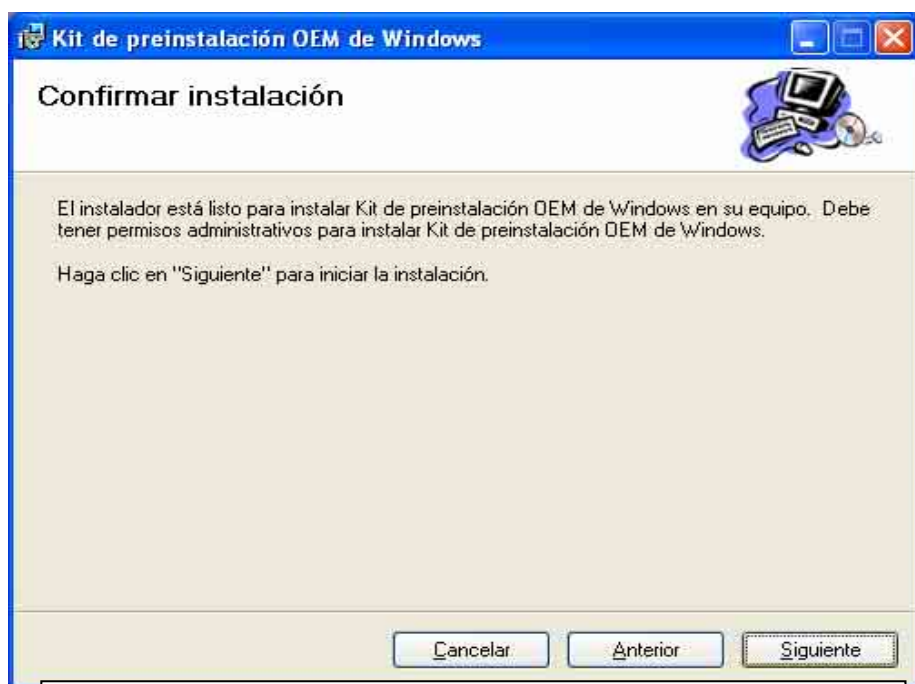 Kit de preinstalación OEM de Windows
Confirmar instalación
El instalador está listo para instalar Kit de preinstalación OEM de Windows en su equipo. Debe
tener permisos administrativos para instalar Kit de preinstalación OEM de Windows.
Haga clic en "Siguiente" para iniciar la instalación.
Cancelar Anterior Siguiente